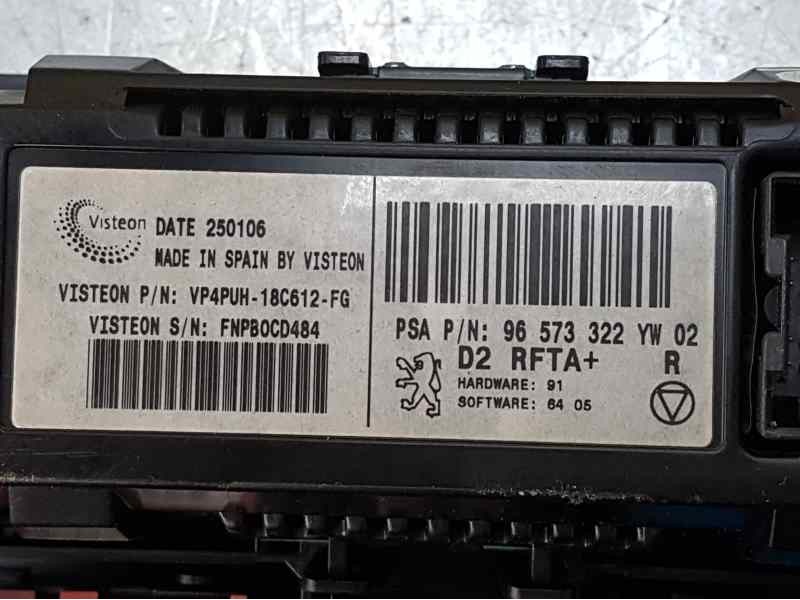 Visteon DATE 250106
MADE IN SPAIN BY VISTEON
VISTEON P/N: VP4PUH-18C612-FG
VISTEON S/N: FNPBOCD484
PSA P/N: 96 573 322 YW 02
D2 RFTA+ R
HARDWARE: 91
SOFTWARE: 64 05